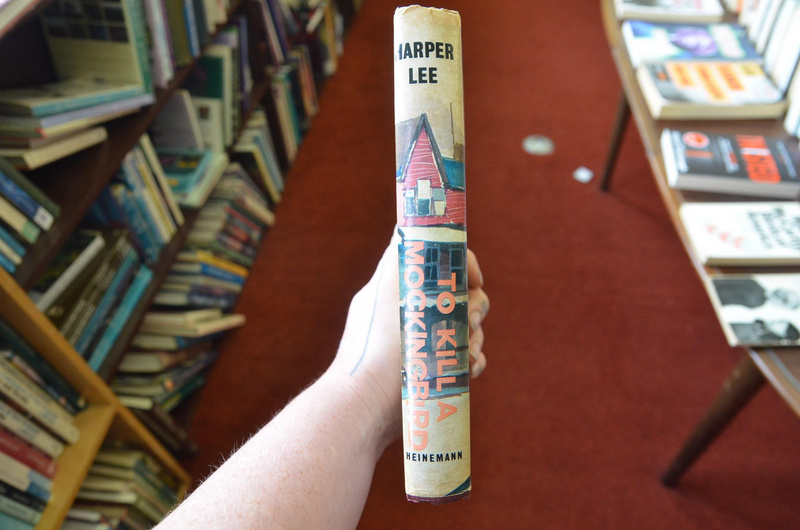 HARPER
LEE
TO KILL A
MOCKINGBIRD
HEINEMANN